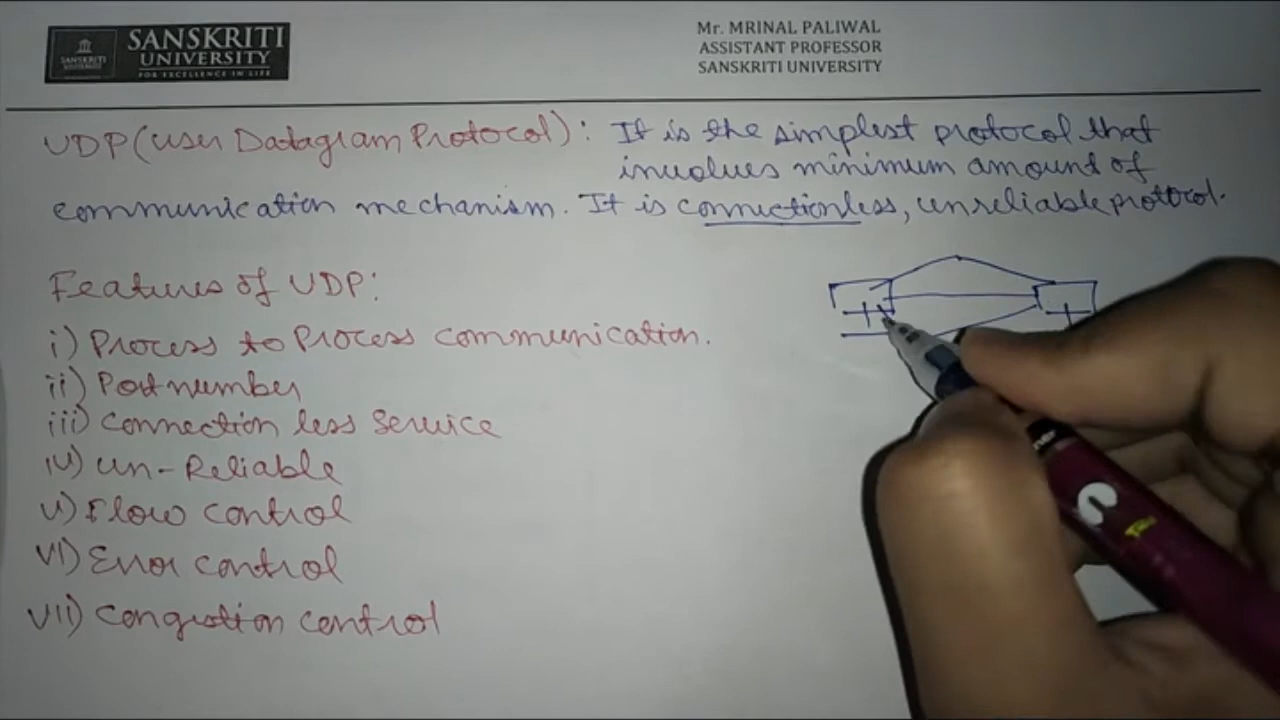 SANSKRITI
UNIVERSITY
FOR EXCELLENCE IN LIFE
SANSKRITI
Mr. MRINAL PALIWAL
ASSISTANT PROFESSOR
SANSKRITI UNIVERSITY
UDP (User Datagram Protocol): It is the simplest protocol that
involves minimum amount of
communication mechanism. It is connectionless, unreliable protocol.
Features of UDP:
i) Process to Process communication.
ii) Port number
iii) Connection less Service
iv) Un-Reliable
v) Flow control
vi) Error control
vii) Congestion control